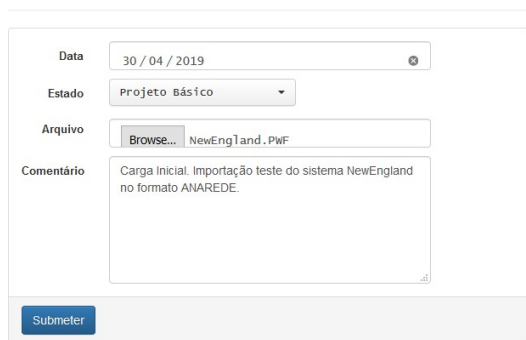 Data 30 / 04 / 2019
Estado Projeto Básico
Arquivo Browse... NewEngland.PWF
Comentário Carga Inicial. Importação teste do sistema NewEngland
no formato ANAREDE.
Submeter